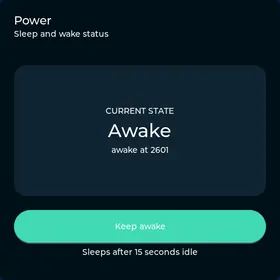 Power
Sleep and wake status
CURRENT STATE
Awake
awake at 2601
Keep awake
Sleeps after 15 seconds idle